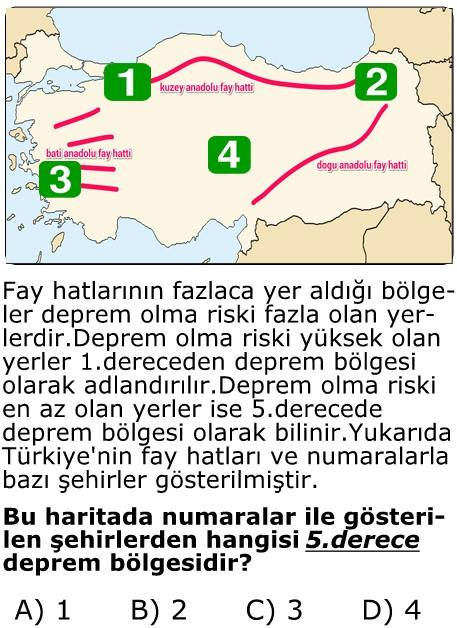 1
2
kuzey anadolu fay hatti
bati anadolu fay hatti
4
dogu anadolu fay hatti
3
Fay hatlarının fazlaca yer aldığı bölge-
ler deprem olma riski fazla olan yer-
lerdir.Deprem olma riski yüksek olan
yerler 1.dereceden deprem bölgesi
olarak adlandırılır.Deprem olma riski
en az olan yerler ise 5.derecede
deprem bölgesi olarak bilinir.Yukarıda
Türkiye'nin fay hatları ve numaralarla
bazı şehirler gösterilmiştir.
Bu haritada numaralar ile gösteri-
len şehirlerden hangisi 5.derece
deprem bölgesidir?
A) 1 B) 2 C) 3 D) 4